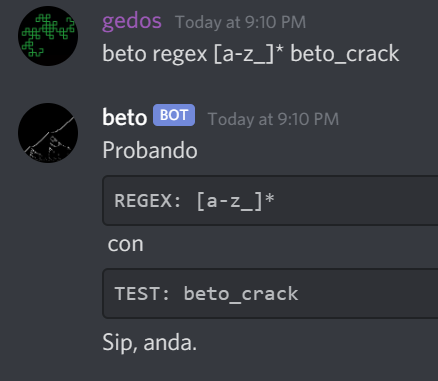 gedos Today at 9:10 PM
beto regex [a-z_]* beto_crack
beto BOT Today at 9:10 PM
Probando
REGEX: [a-z_]*
con
TEST: beto_crack
Sip, anda.